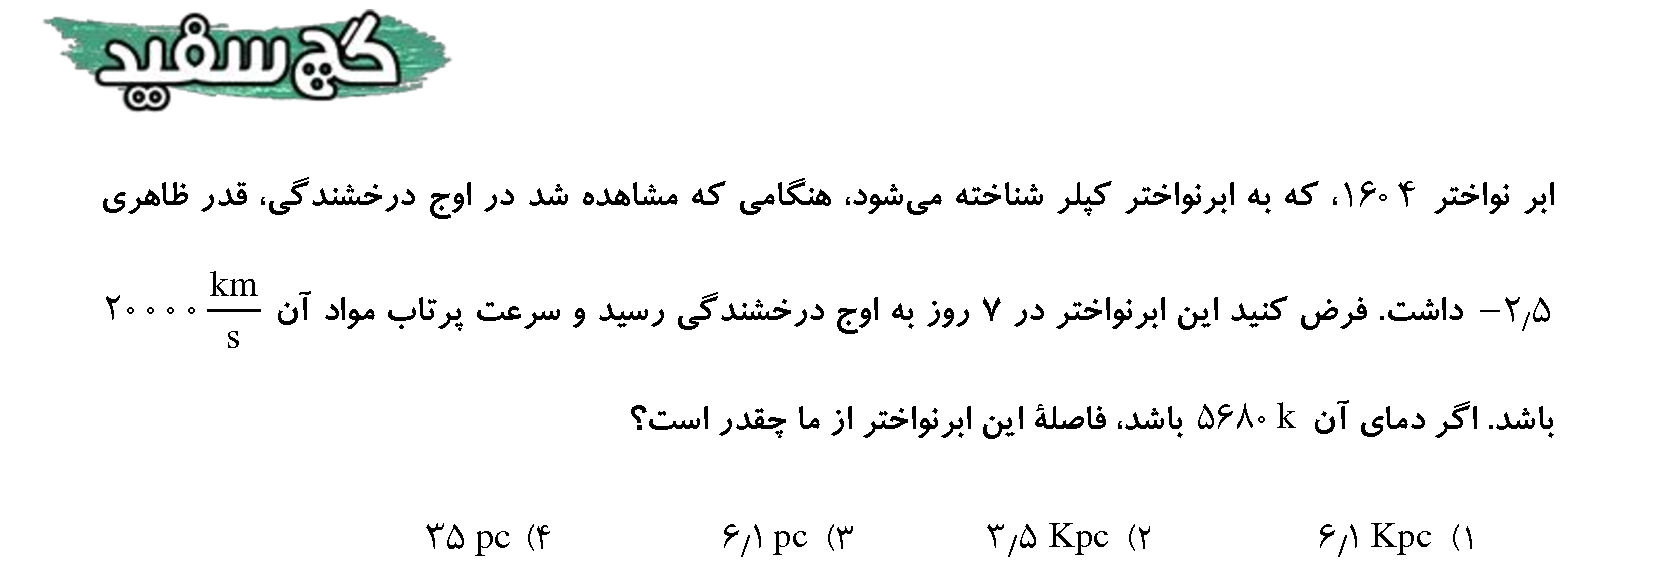 گچ سفید
ابر نواختر ۱۶۰۴، که به ابرنواختر کپلر شناخته می‌شود، هنگامی که مشاهده شد در اوج درخشندگی، قدر ظاهری
−۲٫۵ داشت. فرض کنید این ابرنواختر در ۷ روز به اوج درخشندگی رسید و سرعت پرتاب مواد آن ۲۰۰۰۰ km/s
باشد. اگر دمای آن ۵۶۸۰ k باشد، فاصلهٔ این ابرنواختر از ما چقدر است؟
۱) ۶٫۱ Kpc ۲) ۳٫۵ Kpc ۳) ۶٫۱ pc ۴) ۳۵ pc